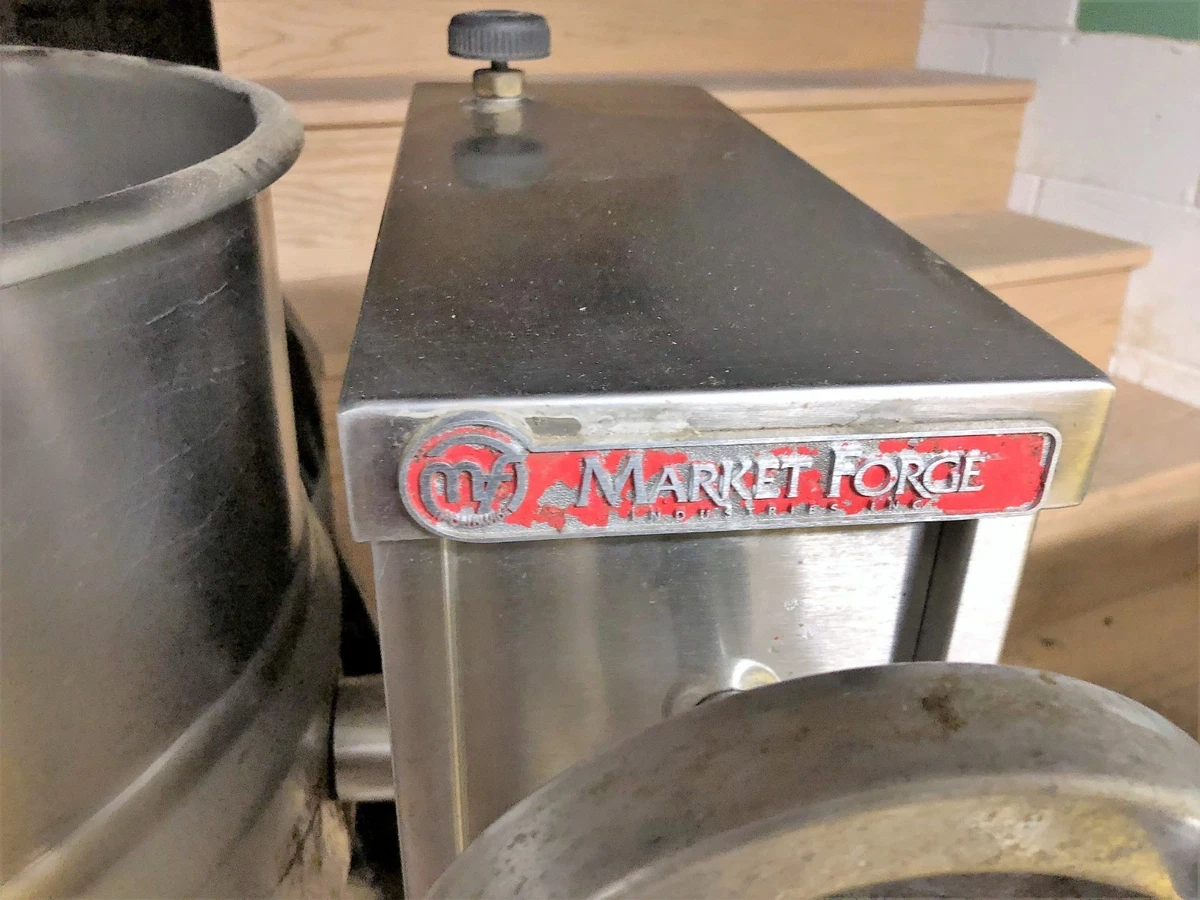 mf
MARKET FORGE
INDUSTRIES INC.